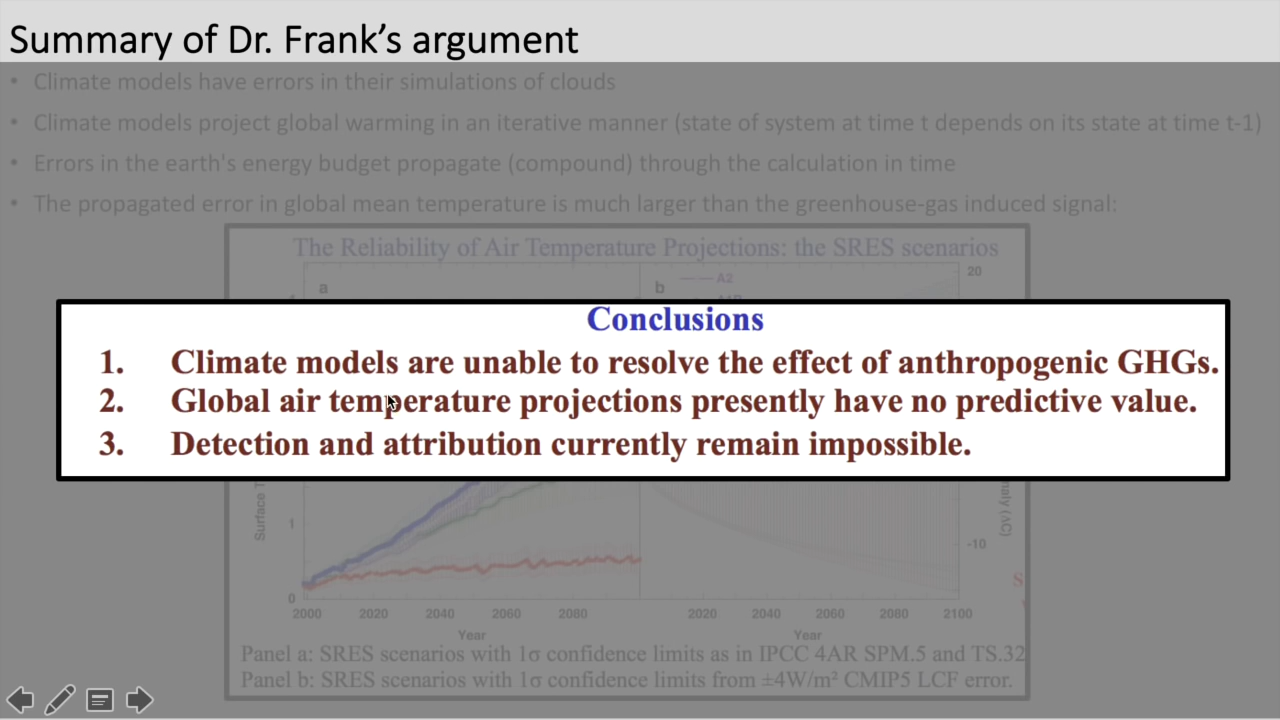 Summary of Dr. Frank's argument
• Climate models have errors in their simulations of clouds
• Climate models project global warming in an iterative manner (state of system at time t depends on its state at time t-1)
• Errors in the earth's energy budget propagate (compound) through the calculation in time
• The propagated error in global mean temperature is much larger than the greenhouse-gas induced signal:
The Reliability of Air Temperature Projections: the SRES scenarios
a
b
A2
20
Conclusions
1. Climate models are unable to resolve the effect of anthropogenic GHGs.
2. Global air temperature projections presently have no predictive value.
3. Detection and attribution currently remain impossible.
Surface
1
0
-10
S
2000 2020 2040 2060 2080 2020 2040 2060 2080 2100
Year Year
Panel a: SRES scenarios with 1σ confidence limits as in IPCC 4AR SPM.5 and TS.32
Panel b: SRES scenarios with 1σ confidence limits from ±4W/m² CMIP5 LCF error.